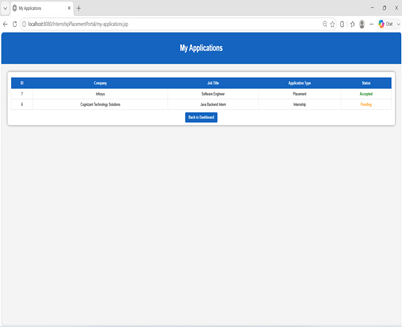 My Applications
localhost:8080/InternshipPlacementPortal/my-applications.jsp
Chat
My Applications
ID Company Job Title Application Type Status
7 Infosys Software Engineer Placement Accepted
6 Cognizant Technology Solutions Java Backend Intern Internship Pending
Back to Dashboard